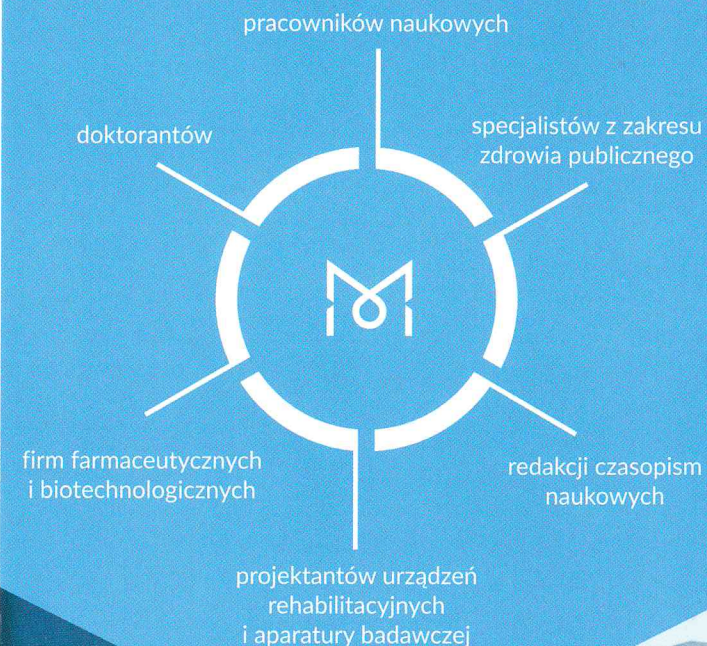 pracowników naukowych
specjalistów z zakresu
zdrowia publicznego
doktorantów
M
firm farmaceutycznych
i biotechnologicznych
redakcji czasopism
naukowych
projektantów urządzeń
rehabilitacyjnych
i aparatury badawczej